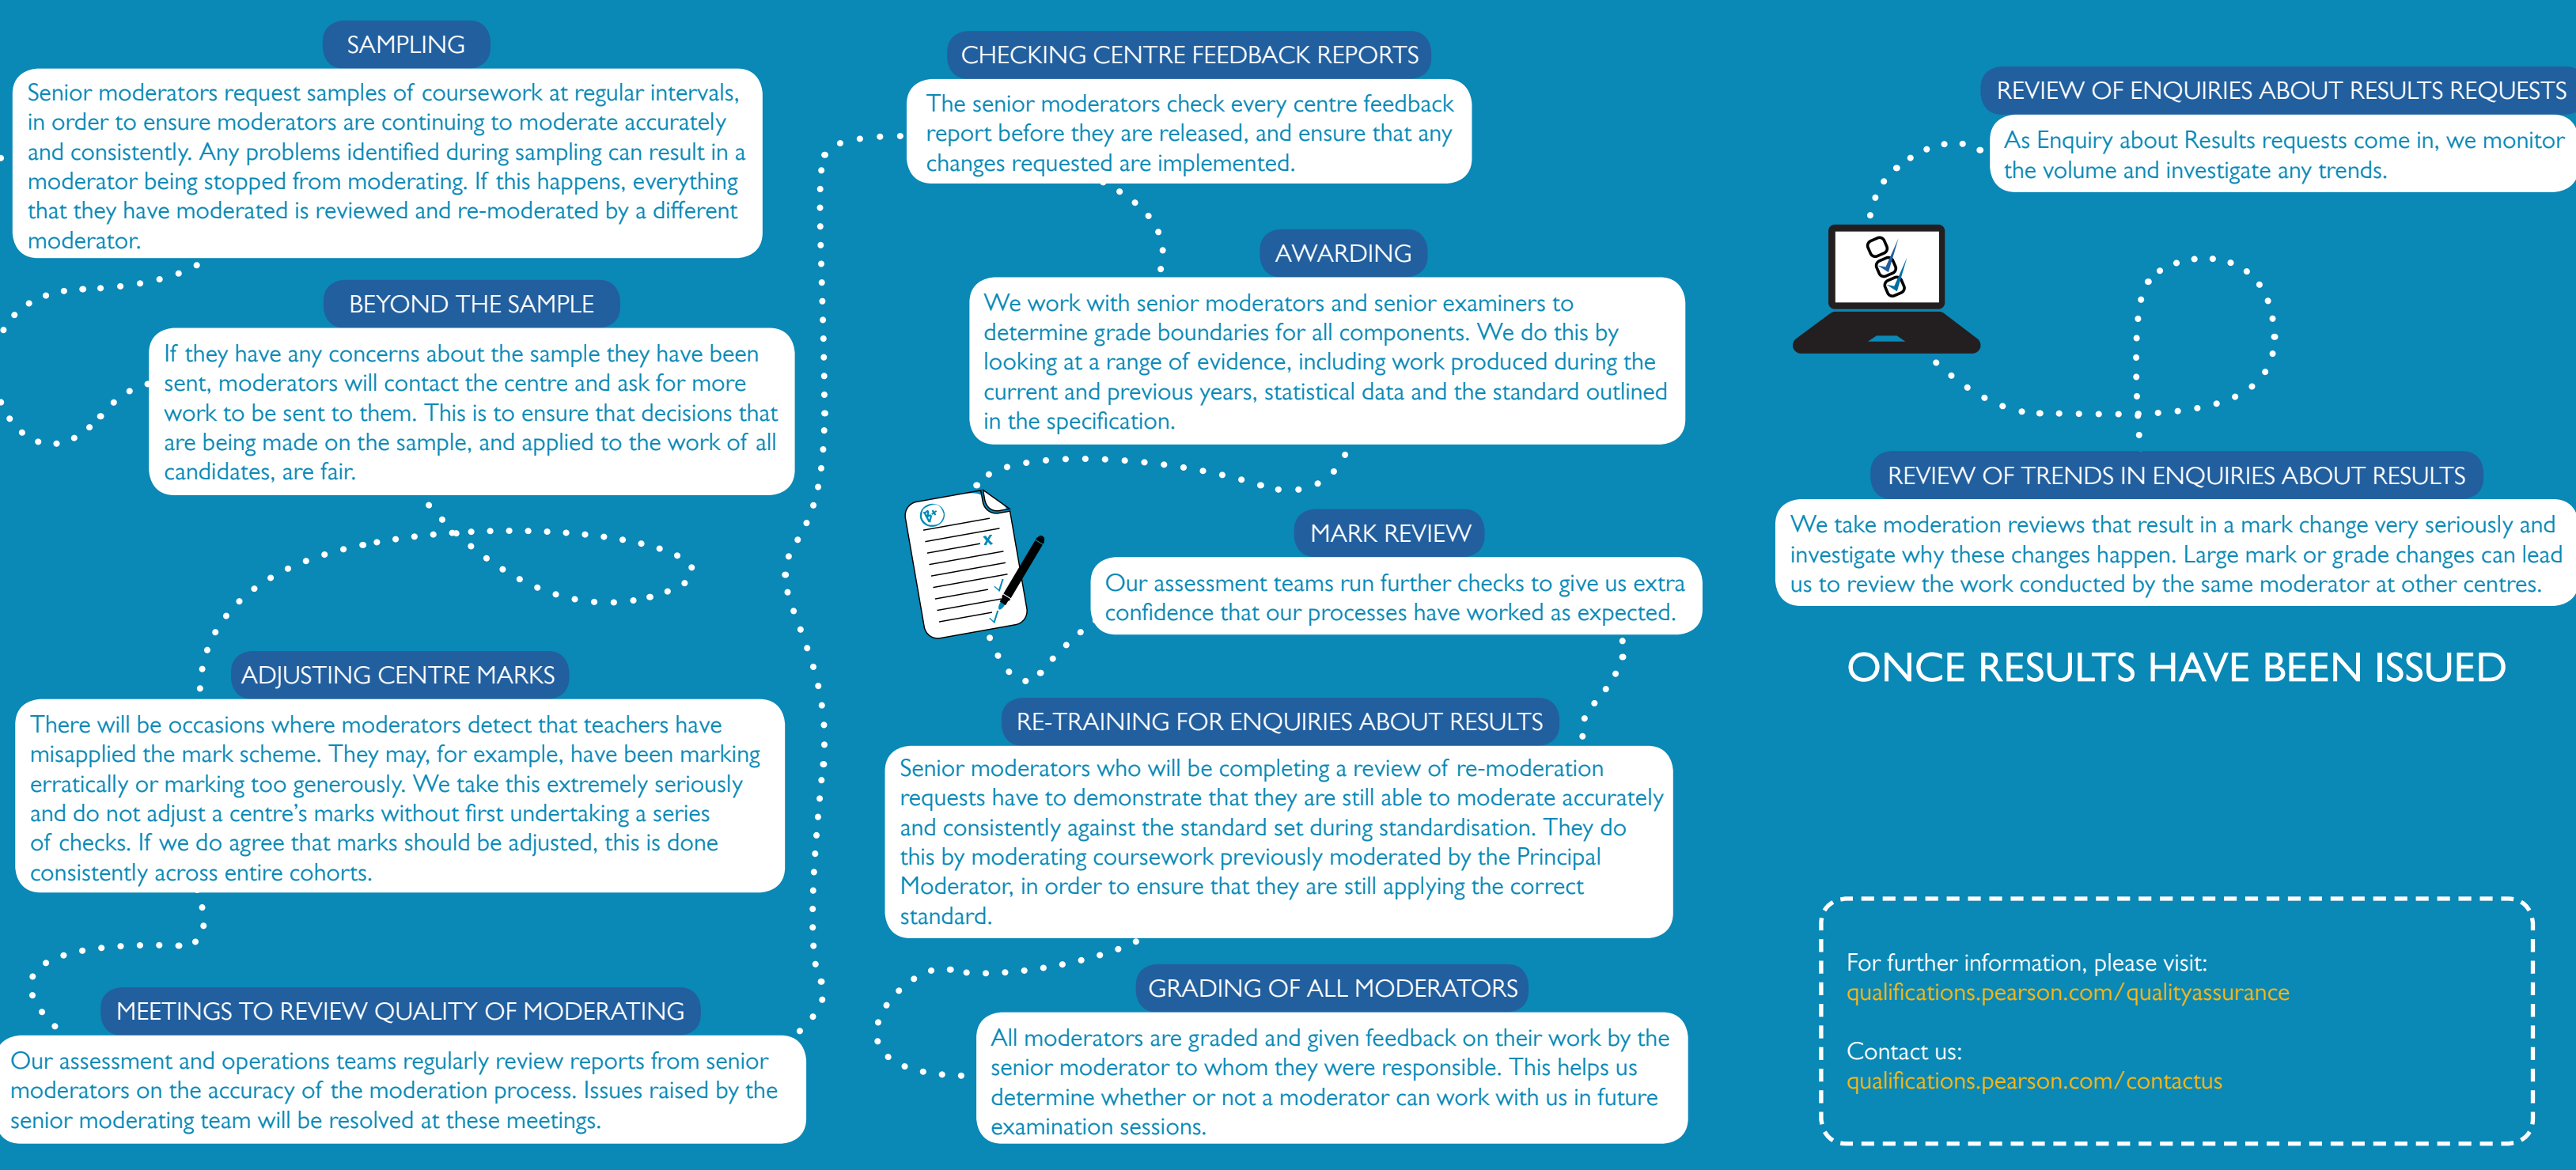 SAMPLING
Senior moderators request samples of coursework at regular intervals,
in order to ensure moderators are continuing to moderate accurately
and consistently. Any problems identified during sampling can result in a
moderator being stopped from moderating. If this happens, everything
that they have moderated is reviewed and re-moderated by a different
moderator.
BEYOND THE SAMPLE
If they have any concerns about the sample they have been
sent, moderators will contact the centre and ask for more
work to be sent to them. This is to ensure that decisions that
are being made on the sample, and applied to the work of all
candidates, are fair.
ADJUSTING CENTRE MARKS
There will be occasions where moderators detect that teachers have
misapplied the mark scheme. They may, for example, have been marking
erratically or marking too generously. We take this extremely seriously
and do not adjust a centre's marks without first undertaking a series
of checks. If we do agree that marks should be adjusted, this is done
consistently across entire cohorts.
MEETINGS TO REVIEW QUALITY OF MODERATING
Our assessment and operations teams regularly review reports from senior
moderators on the accuracy of the moderation process. Issues raised by the
senior moderating team will be resolved at these meetings.
CHECKING CENTRE FEEDBACK REPORTS
The senior moderators check every centre feedback
report before they are released, and ensure that any
changes requested are implemented.
AWARDING
We work with senior moderators and senior examiners to
determine grade boundaries for all components. We do this by
looking at a range of evidence, including work produced during the
current and previous years, statistical data and the standard outlined
in the specification.
B+
MARK REVIEW
Our assessment teams run further checks to give us extra
confidence that our processes have worked as expected.
RE-TRAINING FOR ENQUIRIES ABOUT RESULTS
Senior moderators who will be completing a review of re-moderation
requests have to demonstrate that they are still able to moderate accurately
and consistently against the standard set during standardisation. They do
this by moderating coursework previously moderated by the Principal
Moderator, in order to ensure that they are still applying the correct
standard.
GRADING OF ALL MODERATORS
All moderators are graded and given feedback on their work by the
senior moderator to whom they were responsible. This helps us
determine whether or not a moderator can work with us in future
examination sessions.
REVIEW OF ENQUIRIES ABOUT RESULTS REQUESTS
As Enquiry about Results requests come in, we monitor
the volume and investigate any trends.
REVIEW OF TRENDS IN ENQUIRIES ABOUT RESULTS
We take moderation reviews that result in a mark change very seriously and
investigate why these changes happen. Large mark or grade changes can lead
us to review the work conducted by the same moderator at other centres.
ONCE RESULTS HAVE BEEN ISSUED
For further information, please visit:
qualifications.pearson.com/qualityassurance
Contact us:
qualifications.pearson.com/contactus